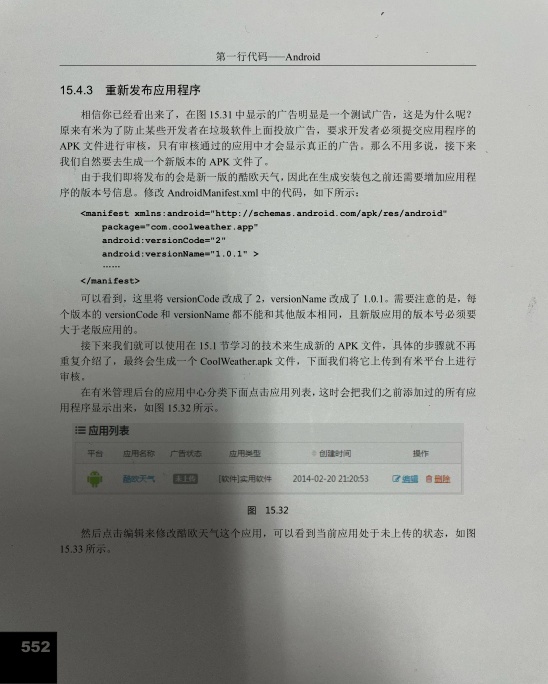 第一行代码——Android
15.4.3 重新发布应用程序
相信你已经看出来了，在图 15.31 中显示的广告明显是一个测试广告，这是为什么呢？
原来有米为了防止某些开发者在垃圾软件上面投放广告，要求开发者必须提交应用程序的
APK 文件进行审核，只有审核通过的应用中才会显示真正的广告。那么不用多说，接下来
我们自然要去生成一个新版本的 APK 文件了。
由于我们即将发布的会是新一版的酷欧天气，因此在生成安装包之前还需要增加应用程
序的版本号信息。修改 AndroidManifest.xml 中的代码，如下所示：
<manifest xmlns:android="http://schemas.android.com/apk/res/android"
package="com.coolweather.app"
android:versionCode="2"
android:versionName="1.0.1" >
……
</manifest>
可以看到，这里将 versionCode 改成了 2，versionName 改成了 1.0.1。需要注意的是，每
个版本的 versionCode 和 versionName 都不能和其他版本相同，且新版应用的版本号必须要
大于老版应用的。
接下来我们就可以使用在 15.1 节学习的技术来生成新的 APK 文件，具体的步骤就不再
重复介绍了，最终会生成一个 CoolWeather.apk 文件，下面我们将它上传到有米平台上进行
审核。
在有米管理后台的应用中心分类下面点击应用列表，这时会把我们之前添加过的所有应
用程序显示出来，如图 15.32 所示。
应用列表
平台 应用名称 广告状态 应用类型 创建时间 操作
酷欧天气 未上传 [软件]实用软件 2014-02-20 21:20:53 编辑 删除
图 15.32
然后点击编辑来修改酷欧天气这个应用，可以看到当前应用处于未上传的状态，如图
15.33 所示。
552